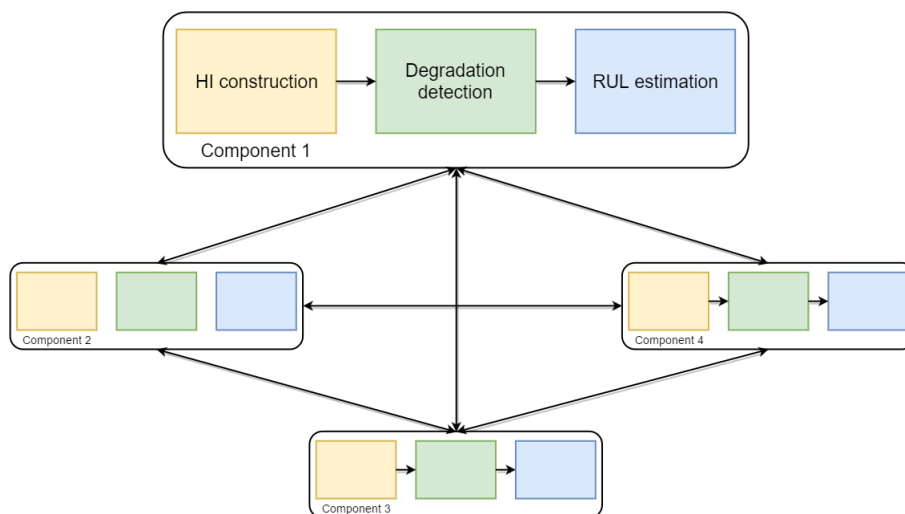 HI construction
Degradation
detection
RUL estimation
Component 1
Component 2
Component 4
Component 3